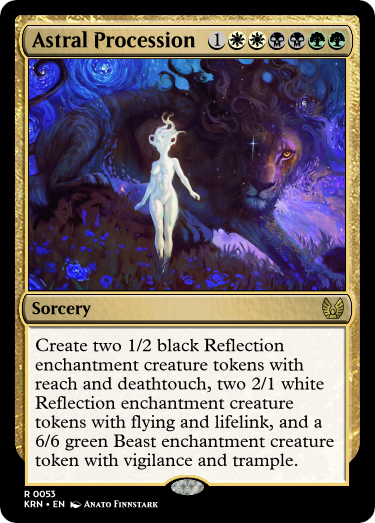 Astral Procession 1
Sorcery
Create two 1/2 black Reflection
enchantment creature tokens with
reach and deathtouch, two 2/1 white
Reflection enchantment creature
tokens with flying and lifelink, and a
6/6 green Beast enchantment creature
token with vigilance and trample.
R 0053
KRN • EN Anato Finnstark